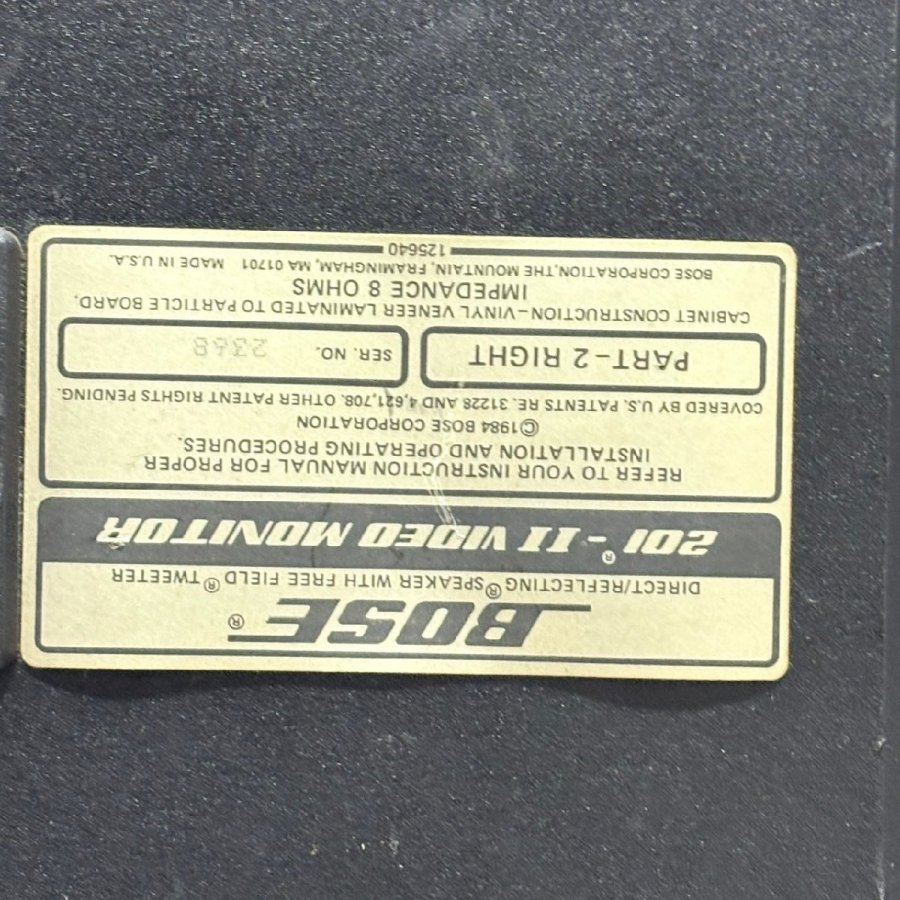 BOSE®
DIRECT/REFLECTING® SPEAKER WITH FREE FIELD® TWEETER
201®-II VIDEO MONITOR
REFER TO YOUR INSTRUCTION MANUAL FOR PROPER
INSTALLATION AND OPERATING PROCEDURES.
©1984 BOSE CORPORATION
COVERED BY U.S. PATENTS RE. 31228 AND 4,621,708. OTHER PATENT RIGHTS PENDING.
PART-2 RIGHT SER. NO. 2368
CABINET CONSTRUCTION-VINYL VENEER LAMINATED TO PARTICLE BOARD.
IMPEDANCE 8 OHMS
BOSE CORPORATION, THE MOUNTAIN, FRAMINGHAM, MA 01701 MADE IN U.S.A.
125640